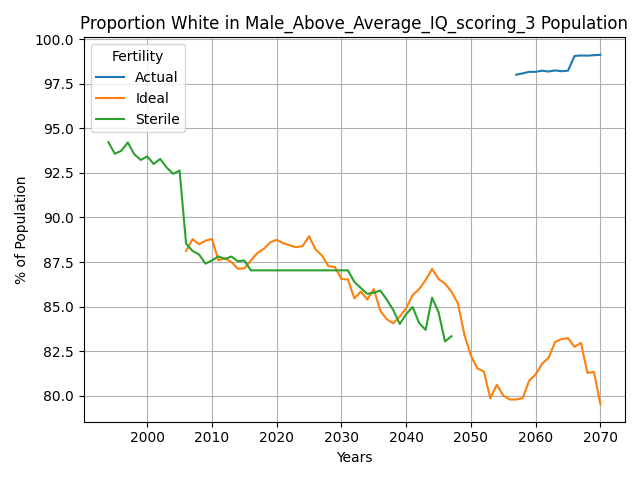 Proportion White in Male_Above_Average_IQ_scoring_3 Population
100.0
97.5
95.0
92.5
90.0
87.5
85.0
82.5
80.0
% of Population
Fertility
Actual
Ideal
Sterile
2000 2010 2020 2030 2040 2050 2060 2070
Years